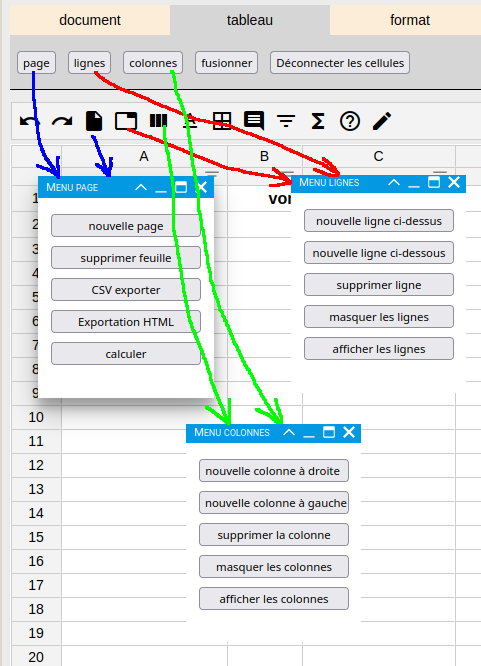 document tableau format
page lignes colonnes fusionner Déconnecter les cellules
A B C
MENU PAGE
nouvelle page
supprimer feuille
CSV exporter
Exportation HTML
calculer
MENU LIGNES
nouvelle ligne ci-dessus
nouvelle ligne ci-dessous
supprimer ligne
masquer les lignes
afficher les lignes
MENU COLONNES
nouvelle colonne à droite
nouvelle colonne à gauche
supprimer la colonne
masquer les colonnes
afficher les colonnes
1
2
3
4
5
6
7
8
9
10
11
12
13
14
15
16
17
18
19
20